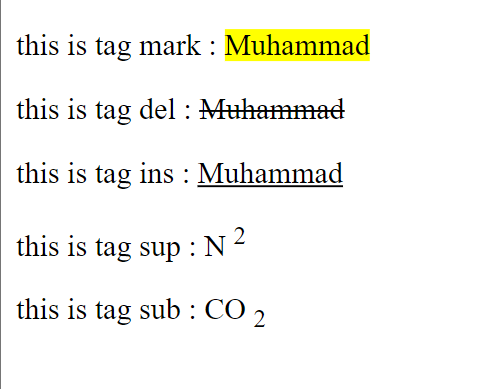 this is tag mark : Muhammad
this is tag del : Muhammad
this is tag ins : Muhammad
this is tag sup : N 2
this is tag sub : CO 2